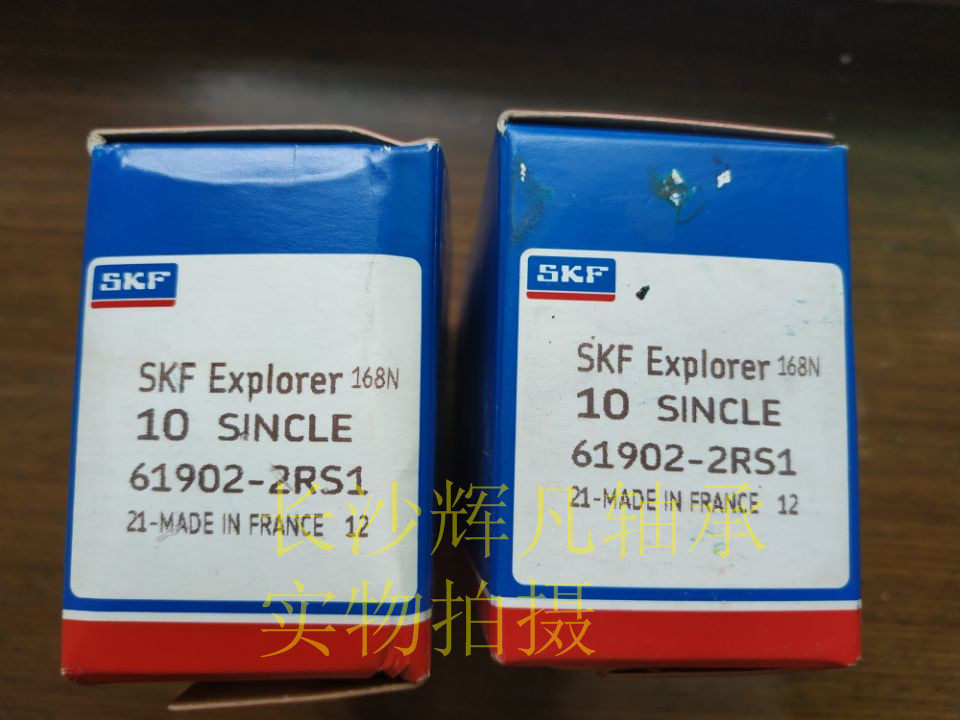 SKF
SKF Explorer 168N
10 SINCLE
61902-2RS1
21-MADE IN FRANCE 12
SKF
SKF Explorer 168N
10 SINCLE
61902-2RS1
21-MADE IN FRANCE 12
长沙辉凡轴承
实物拍摄